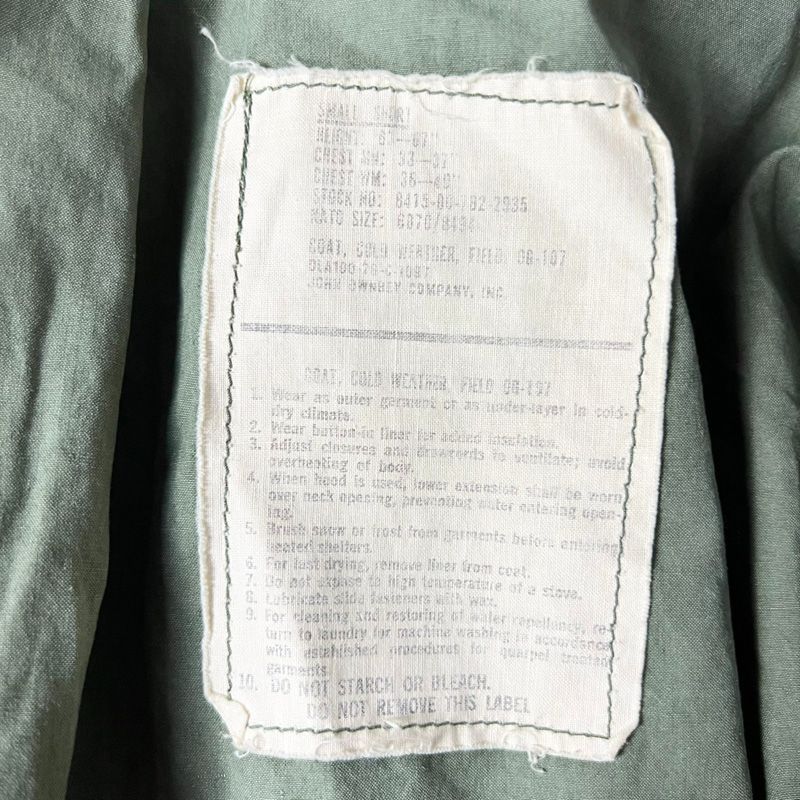 SMALL SHORT
HEIGHT: 61--67"
CHEST NM: 33--37"
CHEST WM: 36--40"
STOCK NO: 8415-00-782-2935
NATO SIZE: 6070/8494
COAT, COLD WEATHER, FIELD, OG-107
JOHN OWNBEY COMPANY, INC.
COAT, COLD WEATHER, FIELD OG-107
1. Wear as outer garment or as under-layer in cold-
dry climate.
2. Wear button-in liner for added insulation.
3. Adjust closures and drawcords to ventilate; avoid
overheating of body.
4. When hood is used, lower extension shall be worn
over neck opening, preventing water entering open-
ing.
5. Brush snow or frost from garments before entering
heated shelters.
6. For fast drying, remove liner from coat.
7. Do not expose to high temperature of a stove.
8. Lubricate slide fasteners with wax.
9. For cleaning and restoring of water repellency, re-
turn to laundry for machine washing in accordance
with established procedures for quarpel treated
garments.
10. DO NOT STARCH OR BLEACH.
DO NOT REMOVE THIS LABEL